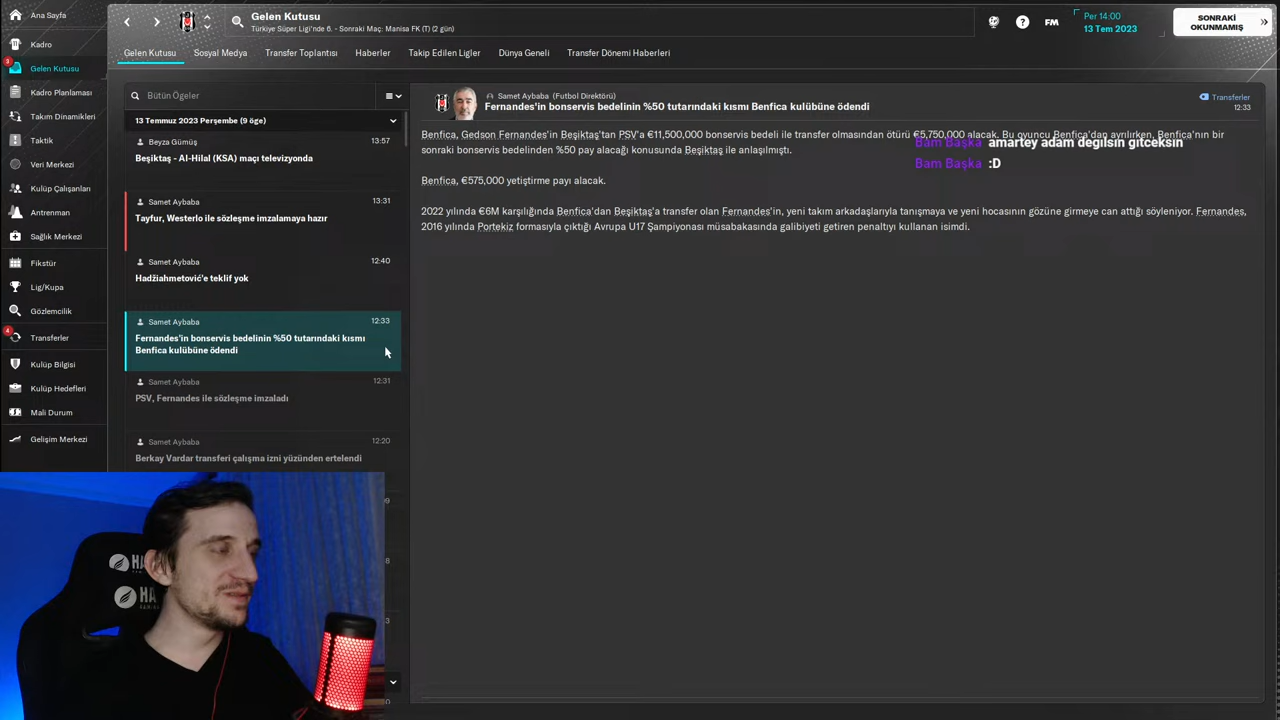 Ana Sayfa
Kadro
3
Gelen Kutusu
Kadro Planlaması
Takım Dinamikleri
Taktik
Veri Merkezi
Kulüp Çalışanları
Antrenman
Sağlık Merkezi
Fikstür
Lig/Kupa
Gözlemcilik
4
Transferler
Kulüp Bilgisi
Kulüp Hedefleri
Mali Durum
Gelişim Merkezi
Gelen Kutusu
Türkiye Süper Ligi'nde 6. - Sonraki Maç: Manisa FK (T) (2 gün)
FM
Per 14:00
13 Tem 2023
SONRAKİ
OKUNMAMIŞ
Gelen Kutusu
Sosyal Medya
Transfer Toplantısı
Haberler
Takip Edilen Ligler
Dünya Geneli
Transfer Dönemi Haberleri
Bütün Ögeler
13 Temmuz 2023 Perşembe (9 öge)
Beyza Gümüş 13:57
Beşiktaş - Al-Hilal (KSA) maçı televizyonda
Samet Aybaba 13:31
Tayfur, Westerlo ile sözleşme imzalamaya hazır
Samet Aybaba 12:40
Hadžiahmetović'e teklif yok
Samet Aybaba 12:33
Fernandes'in bonservis bedelinin %50 tutarındaki kısmı
Benfica kulübüne ödendi
Samet Aybaba 12:31
PSV, Fernandes ile sözleşme imzaladı
Samet Aybaba 12:20
Berkay Vardar transferi çalışma izni yüzünden ertelendi
Samet Aybaba (Futbol Direktörü)
Fernandes'in bonservis bedelinin %50 tutarındaki kısmı Benfica kulübüne ödendi
Transferler
12:33
Benfica, Gedson Fernandes'in Beşiktaş'tan PSV'a €11,500,000 bonservis bedeli ile transfer olmasından ötürü €5,750,000 alacak. Bu oyuncu Benfica'dan ayrılırken, Benfica'nın bir
sonraki bonservis bedelinden %50 pay alacağı konusunda Beşiktaş ile anlaşılmıştı.
Benfica, €575,000 yetiştirme payı alacak.
2022 yılında €6M karşılığında Benfica'dan Beşiktaş'a transfer olan Fernandes'in, yeni takım arkadaşlarıyla tanışmaya ve yeni hocasının gözüne girmeye can attığı söyleniyor. Fernandes,
2016 yılında Portekiz formasıyla çıktığı Avrupa U17 Şampiyonası müsabakasında galibiyeti getiren penaltıyı kullanan isimdi.
Bam Başka amartey adam degilsin gitceksin
Bam Başka :D